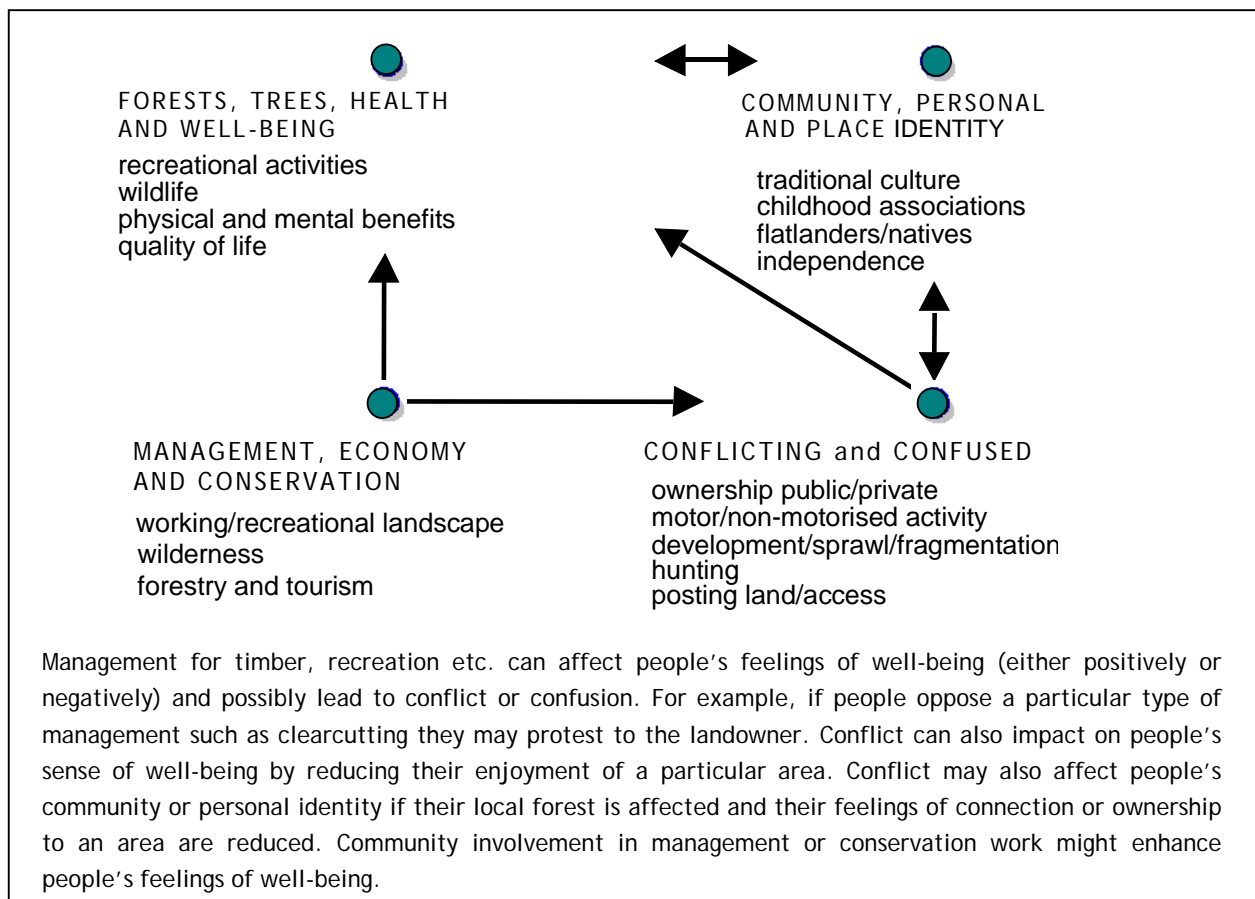 FORESTS, TREES, HEALTH
AND WELL-BEING
recreational activities
wildlife
physical and mental benefits
quality of life
COMMUNITY, PERSONAL
AND PLACE IDENTITY
traditional culture
childhood associations
flatlanders/natives
independence
MANAGEMENT, ECONOMY
AND CONSERVATION
working/recreational landscape
wilderness
forestry and tourism
CONFLICTING and CONFUSED
ownership public/private
motor/non-motorised activity
development/sprawl/fragmentation
hunting
posting land/access
Management for timber, recreation etc. can affect people's feelings of well-being (either positively or
negatively) and possibly lead to conflict or confusion. For example, if people oppose a particular type of
management such as clearcutting they may protest to the landowner. Conflict can also impact on people's
sense of well-being by reducing their enjoyment of a particular area. Conflict may also affect people's
community or personal identity if their local forest is affected and their feelings of connection or ownership
to an area are reduced. Community involvement in management or conservation work might enhance
people's feelings of well-being.